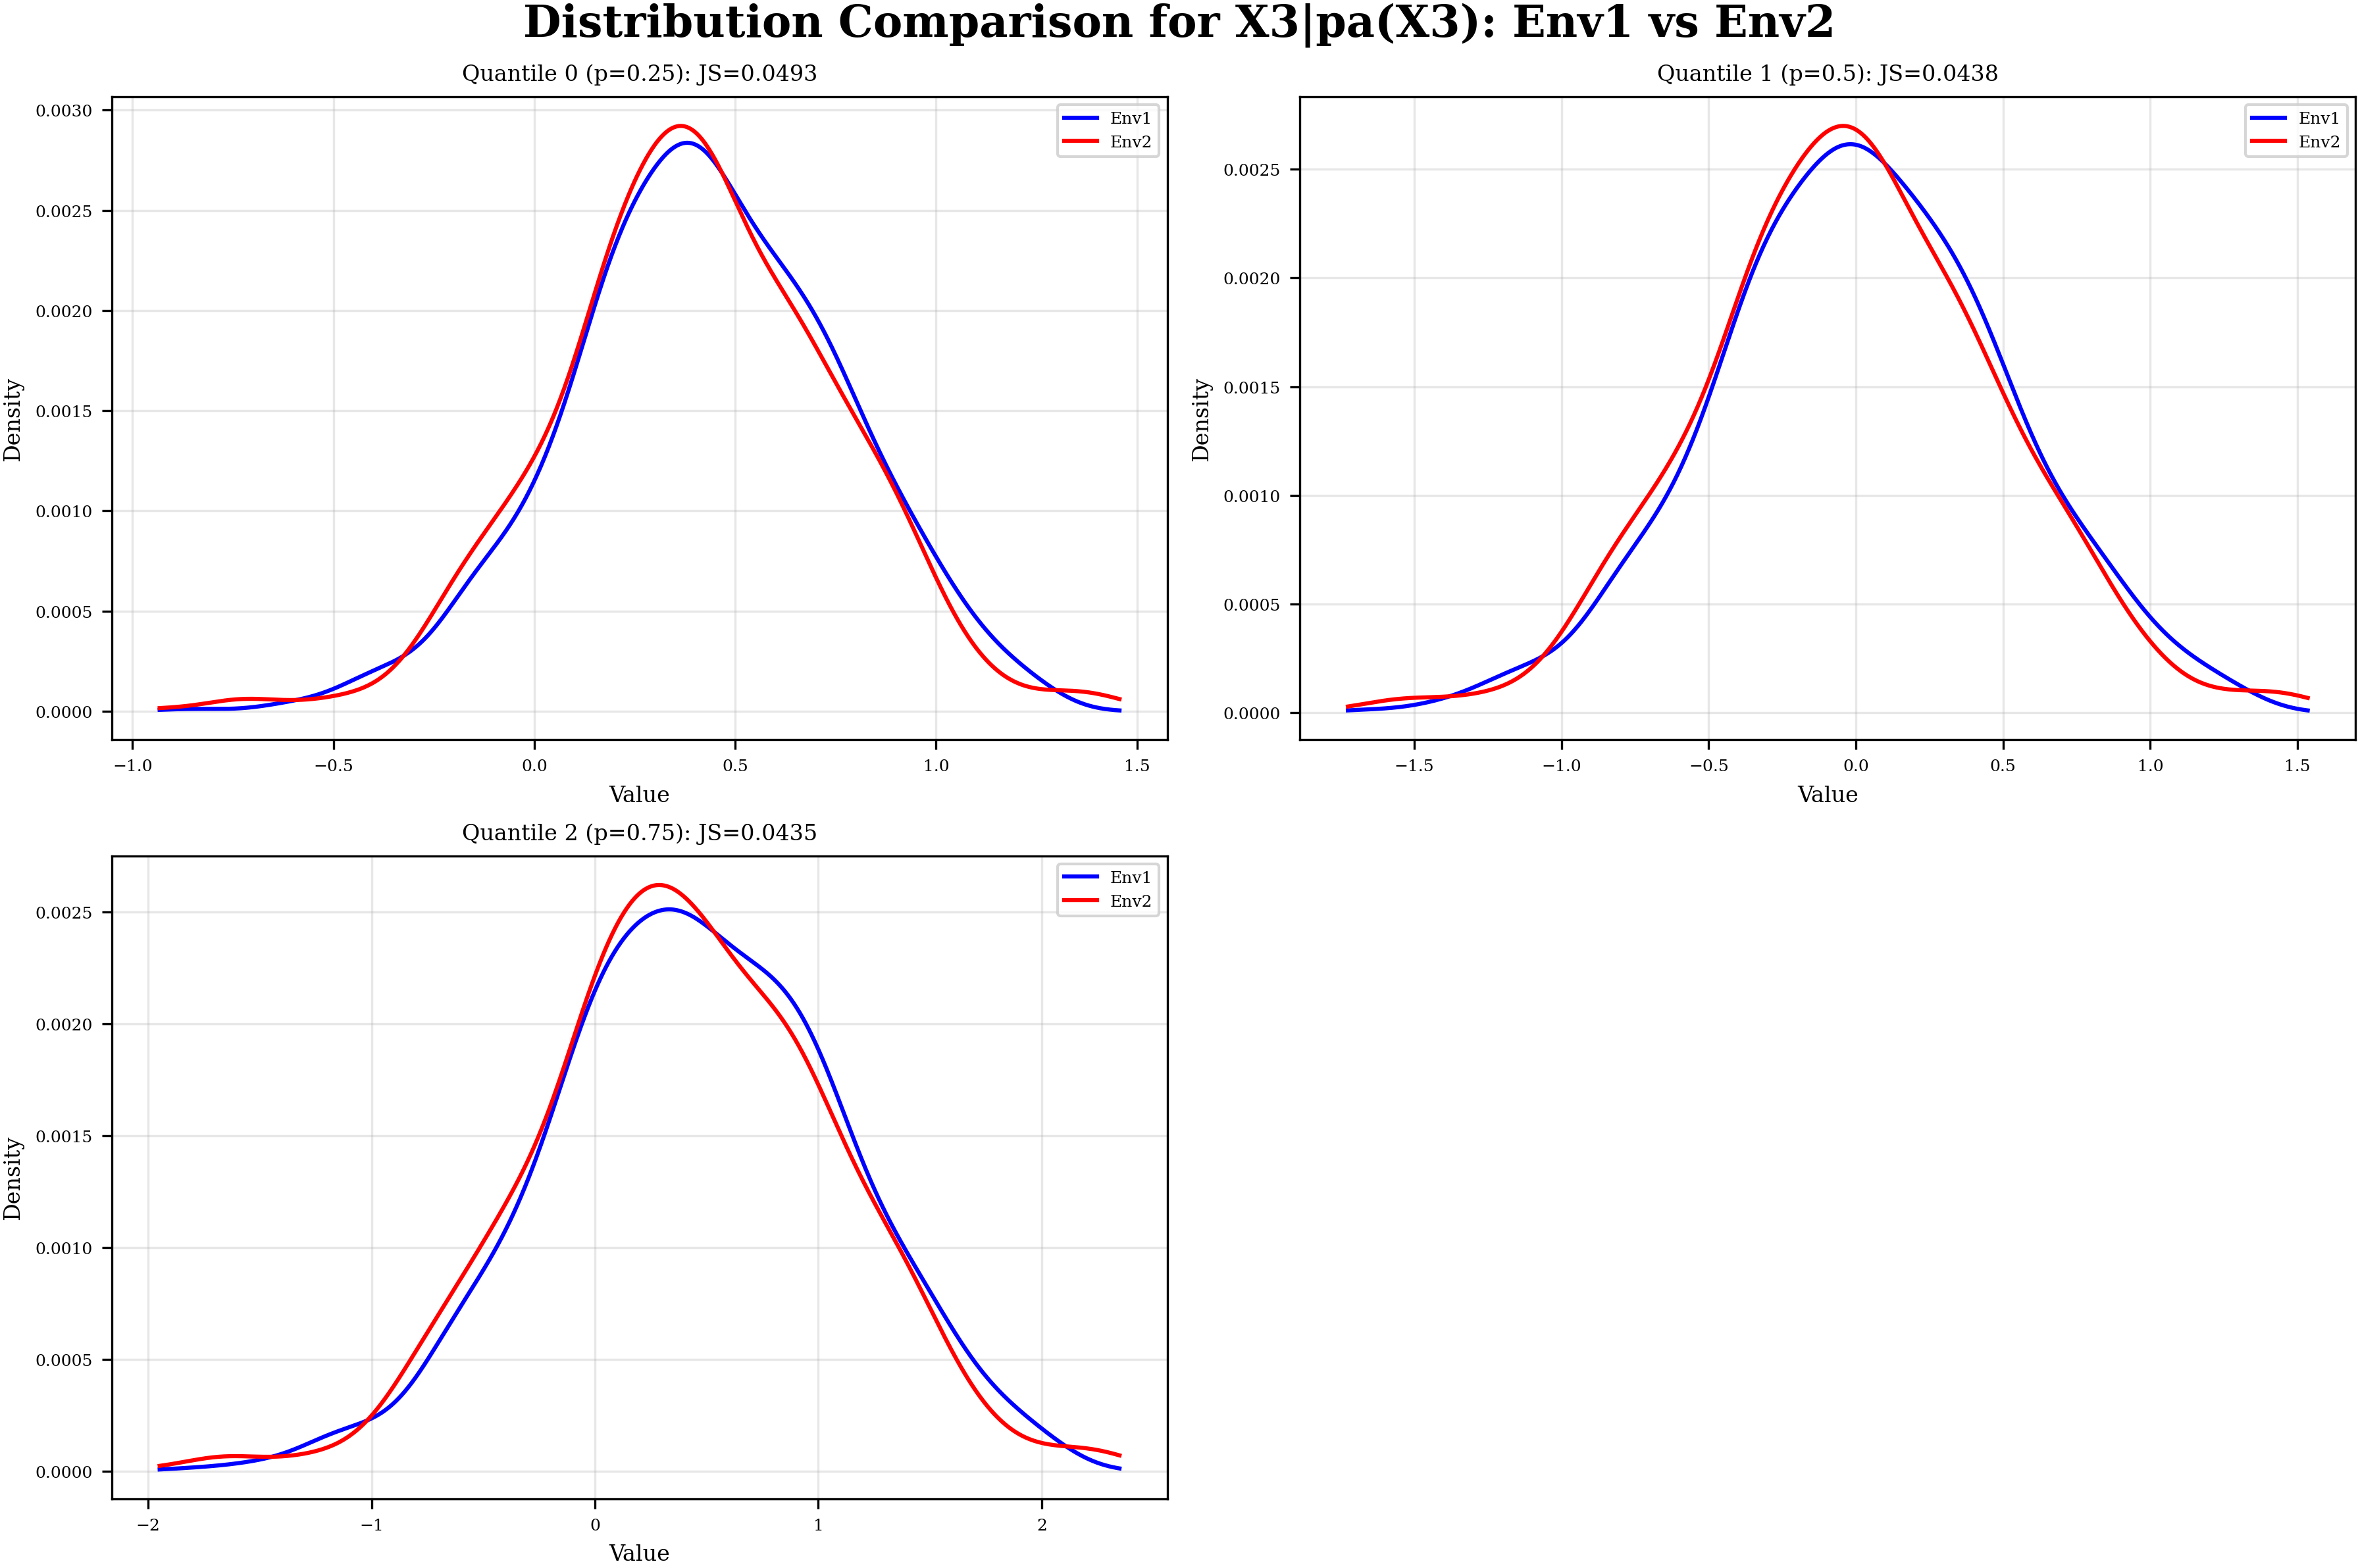 Distribution Comparison for X3|pa(X3): Env1 vs Env2
Quantile 0 (p=0.25): JS=0.0493
Env1
Env2
0.0030
0.0025
0.0020
0.0015
0.0010
0.0005
0.0000
Density
−1.0 −0.5 0.0 0.5 1.0 1.5
Value
Quantile 1 (p=0.5): JS=0.0438
Env1
Env2
0.0025
0.0020
0.0015
0.0010
0.0005
0.0000
Density
−1.5 −1.0 −0.5 0.0 0.5 1.0 1.5
Value
Quantile 2 (p=0.75): JS=0.0435
Env1
Env2
0.0025
0.0020
0.0015
0.0010
0.0005
0.0000
Density
−2 −1 0 1 2
Value